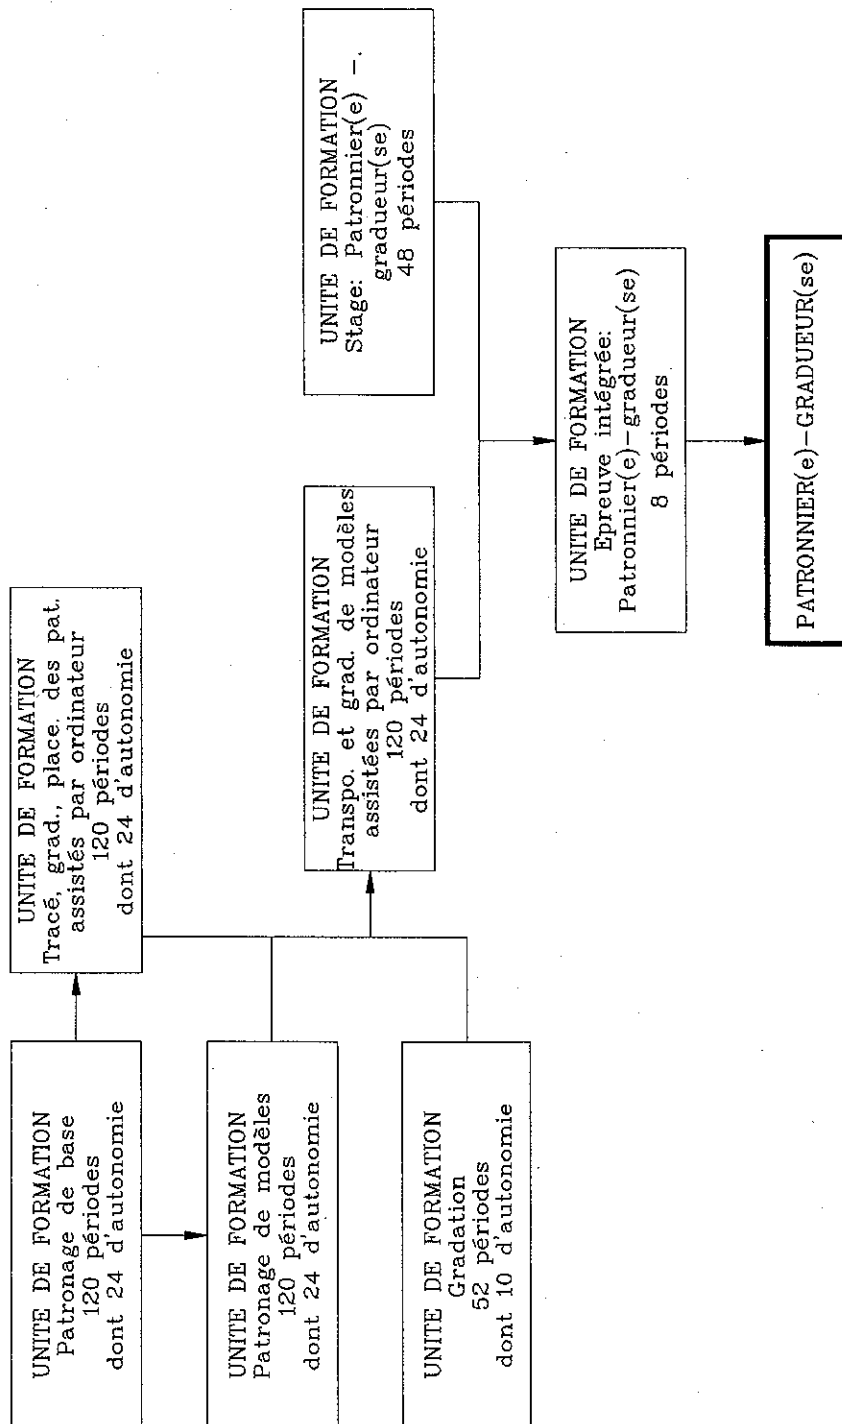 UNITE DE FORMATION
Patronage de base
120 périodes
dont 24 d'autonomie
UNITE DE FORMATION
Tracé, grad., place. des pat.
assistés par ordinateur
120 périodes
dont 24 d'autonomie
UNITE DE FORMATION
Patronage de modèles
120 périodes
dont 24 d'autonomie
UNITE DE FORMATION
Gradation
52 périodes
dont 10 d'autonomie
UNITE DE FORMATION
Transpo. et grad. de modèles
assistées par ordinateur
120 périodes
dont 24 d'autonomie
UNITE DE FORMATION
Stage: Patronnier(e) -.
gradueur(se)
48 périodes
UNITE DE FORMATION
Epreuve intégrée:
Patronnier(e)-gradueur(se)
8 périodes
PATRONNIER(e)-GRADUEUR(se)